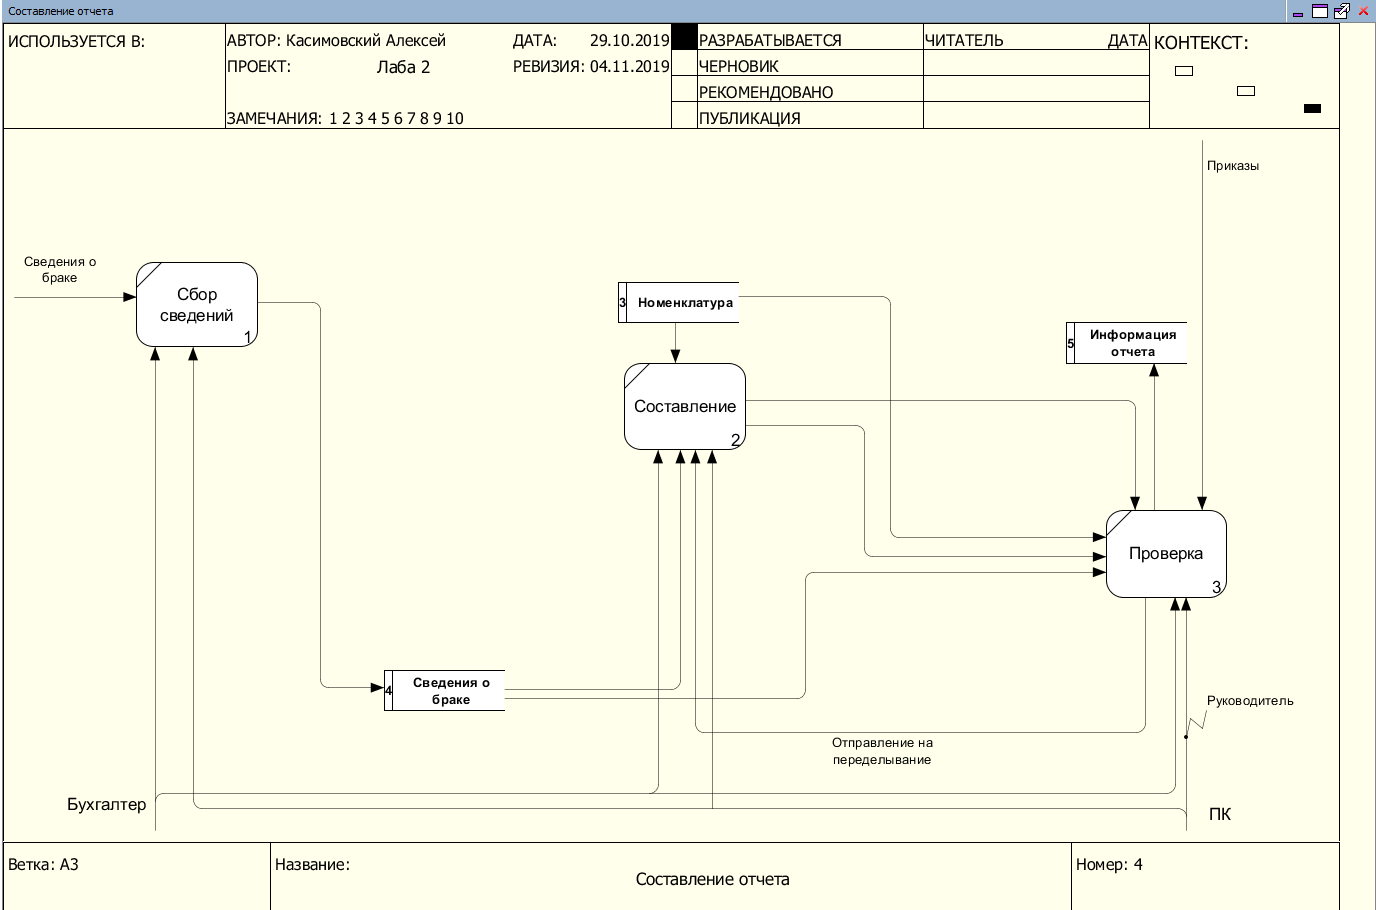 Составление отчета
ИСПОЛЬЗУЕТСЯ В:
АВТОР: Касимовский Алексей
ДАТА: 29.10.2019
ПРОЕКТ: Лаба 2
РЕВИЗИЯ: 04.11.2019
ЗАМЕЧАНИЯ: 1 2 3 4 5 6 7 8 9 10
РАЗРАБАТЫВАЕТСЯ
ЧЕРНОВИК
РЕКОМЕНДОВАНО
ПУБЛИКАЦИЯ
ЧИТАТЕЛЬ
ДАТА
КОНТЕКСТ:
Приказы
Сведения о
браке
Сбор
сведений
1
3
Номенклатура
5
Информация
отчета
Составление
2
Проверка
3
4
Сведения о
браке
Руководитель
Отправление на
переделывание
Бухгалтер
ПК
Ветка: A3
Название:
Составление отчета
Номер: 4